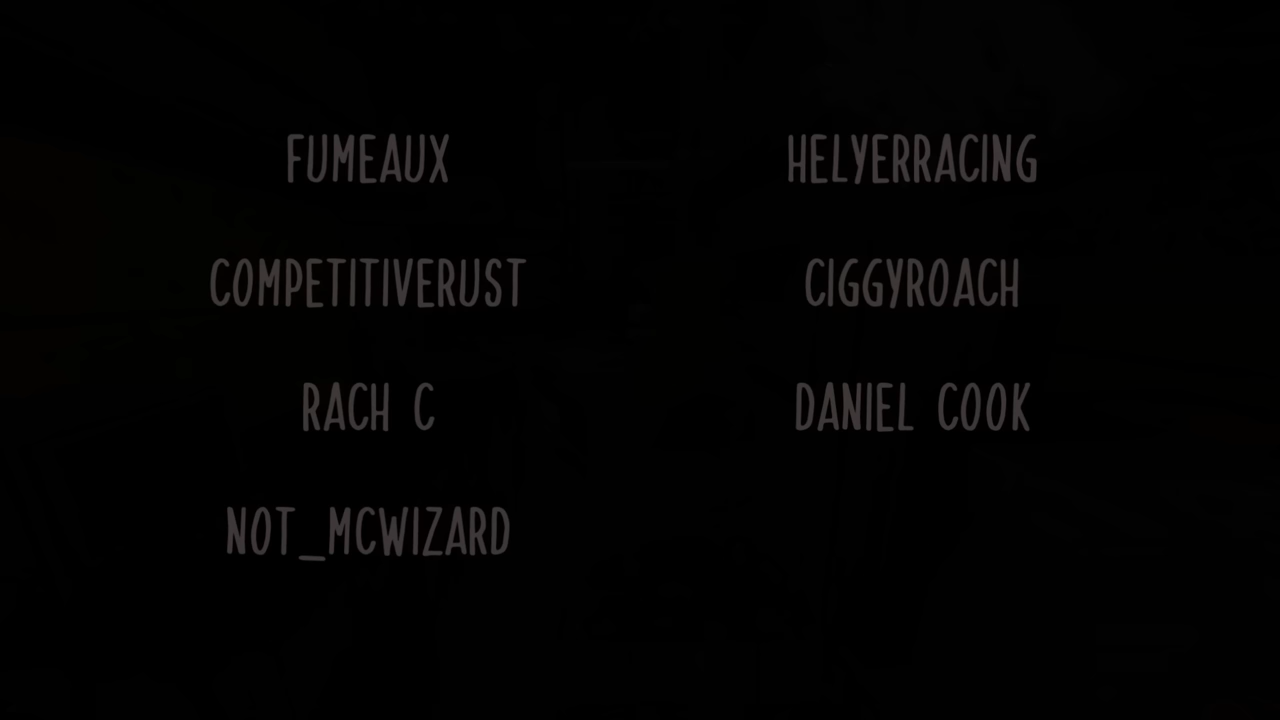 FUMEAUX
HELYERRACING
COMPETITIVERUST
CIGGYROACH
RACH C
DANIEL COOK
NOT_MCWIZARD